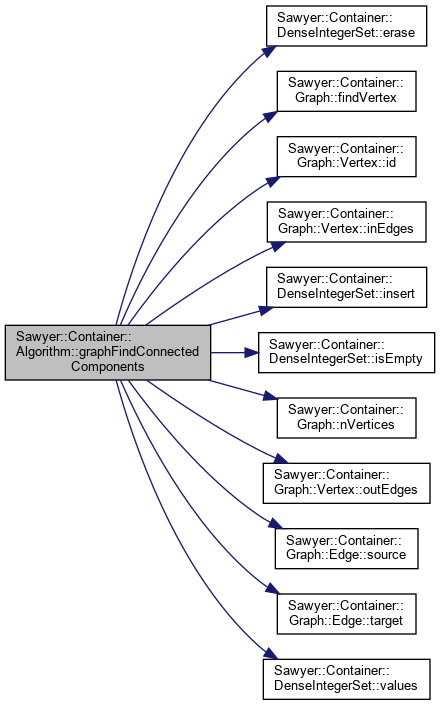 Sawyer::Container::
DenseIntegerSet::erase
Sawyer::Container::
Graph::findVertex
Sawyer::Container::
Graph::Vertex::id
Sawyer::Container::
Graph::Vertex::inEdges
Sawyer::Container::
DenseIntegerSet::insert
Sawyer::Container::
Algorithm::graphFindConnected
Components
Sawyer::Container::
DenseIntegerSet::isEmpty
Sawyer::Container::
Graph::nVertices
Sawyer::Container::
Graph::Vertex::outEdges
Sawyer::Container::
Graph::Edge::source
Sawyer::Container::
Graph::Edge::target
Sawyer::Container::
DenseIntegerSet::values